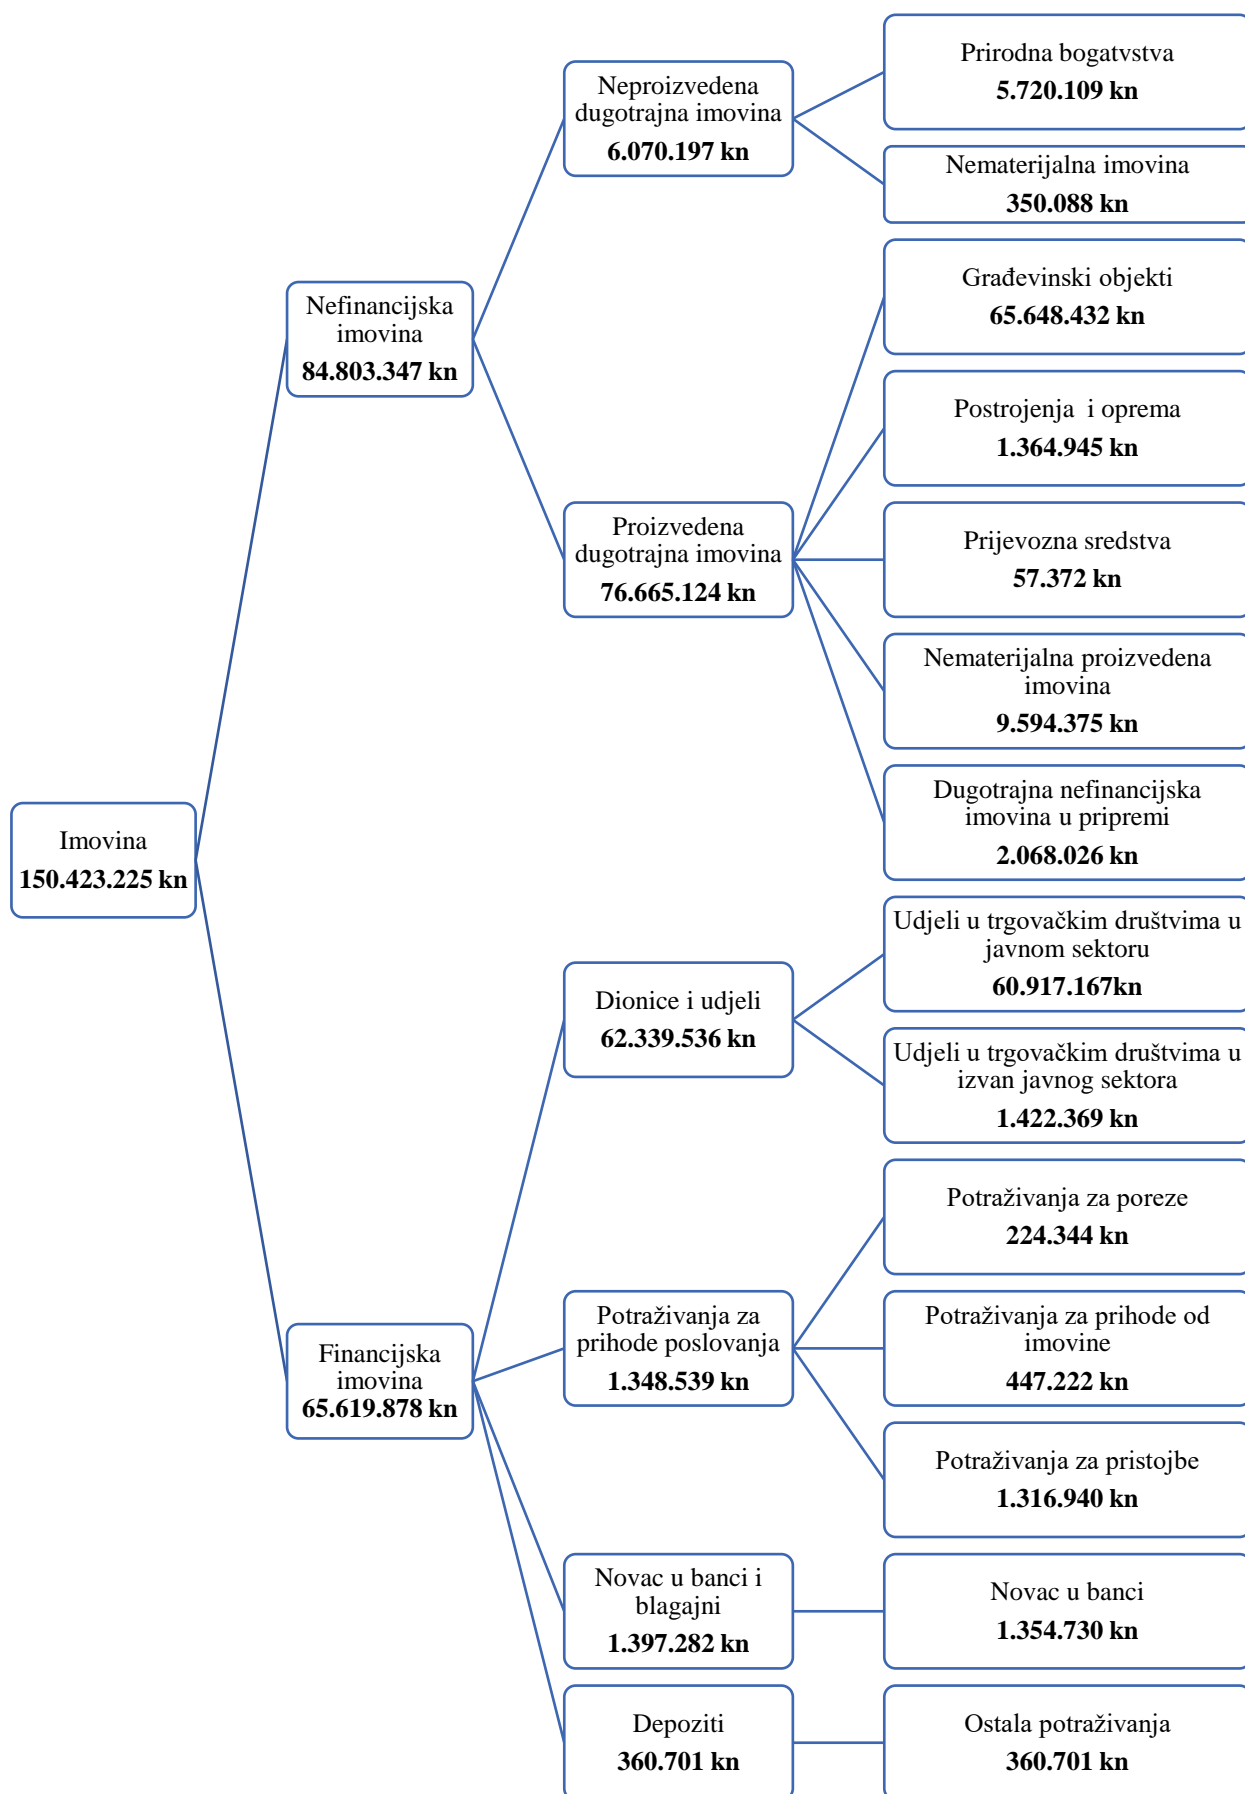 Imovina
150.423.225 kn
Nefinancijska
imovina
84.803.347 kn
Neproizvedena
dugotrajna imovina
6.070.197 kn
Prirodna bogatvstva
5.720.109 kn
Nematerijalna imovina
350.088 kn
Proizvedena
dugotrajna imovina
76.665.124 kn
Građevinski objekti
65.648.432 kn
Postrojenja i oprema
1.364.945 kn
Prijevozna sredstva
57.372 kn
Nematerijalna proizvedena
imovina
9.594.375 kn
Dugotrajna nefinancijska
imovina u pripremi
2.068.026 kn
Financijska
imovina
65.619.878 kn
Dionice i udjeli
62.339.536 kn
Udjeli u trgovačkim društvima u
javnom sektoru
60.917.167kn
Udjeli u trgovačkim društvima u
izvan javnog sektora
1.422.369 kn
Potraživanja za
prihode poslovanja
1.348.539 kn
Potraživanja za poreze
224.344 kn
Potraživanja za prihode od
imovine
447.222 kn
Potraživanja za pristojbe
1.316.940 kn
Novac u banci i
blagajni
1.397.282 kn
Novac u banci
1.354.730 kn
Depoziti
360.701 kn
Ostala potraživanja
360.701 kn